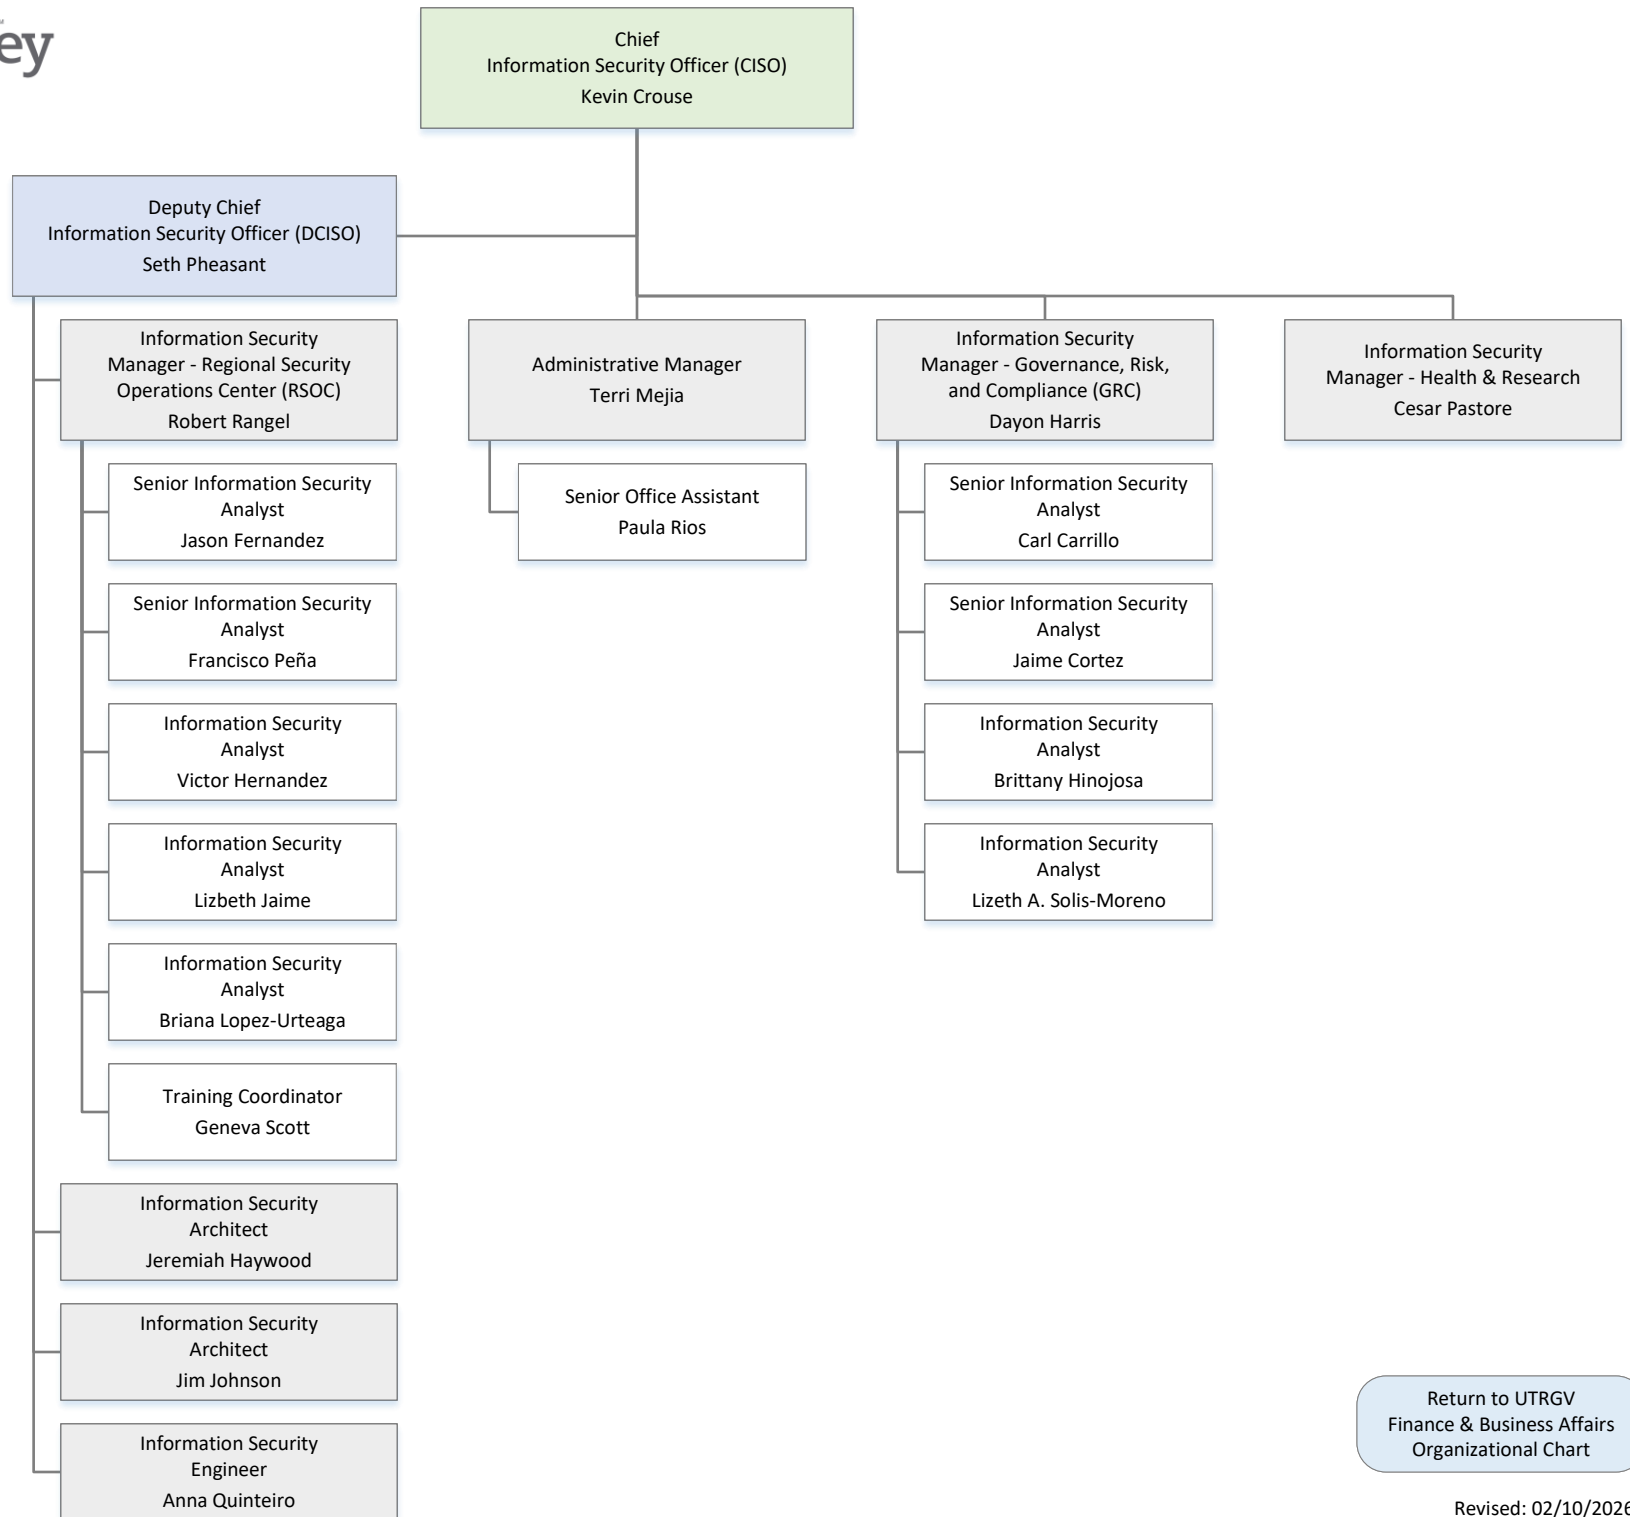 Chief
Information Security Officer (CISO)
Kevin Crouse
Deputy Chief
Information Security Officer (DCISO)
Seth Pheasant
Information Security
Manager - Regional Security
Operations Center (RSOC)
Robert Rangel
Senior Information Security
Analyst
Jason Fernandez
Senior Information Security
Analyst
Francisco Peña
Information Security
Analyst
Victor Hernandez
Information Security
Analyst
Lizbeth Jaime
Information Security
Analyst
Briana Lopez-Urteaga
Training Coordinator
Geneva Scott
Information Security
Architect
Jeremiah Haywood
Information Security
Architect
Jim Johnson
Information Security
Engineer
Anna Quinteiro
Administrative Manager
Terri Mejia
Senior Office Assistant
Paula Rios
Information Security
Manager - Governance, Risk,
and Compliance (GRC)
Dayon Harris
Senior Information Security
Analyst
Carl Carrillo
Senior Information Security
Analyst
Jaime Cortez
Information Security
Analyst
Brittany Hinojosa
Information Security
Analyst
Lizeth A. Solis-Moreno
Information Security
Manager - Health & Research
Cesar Pastore
Return to UTRGV
Finance & Business Affairs
Organizational Chart
Revised: 02/10/2026